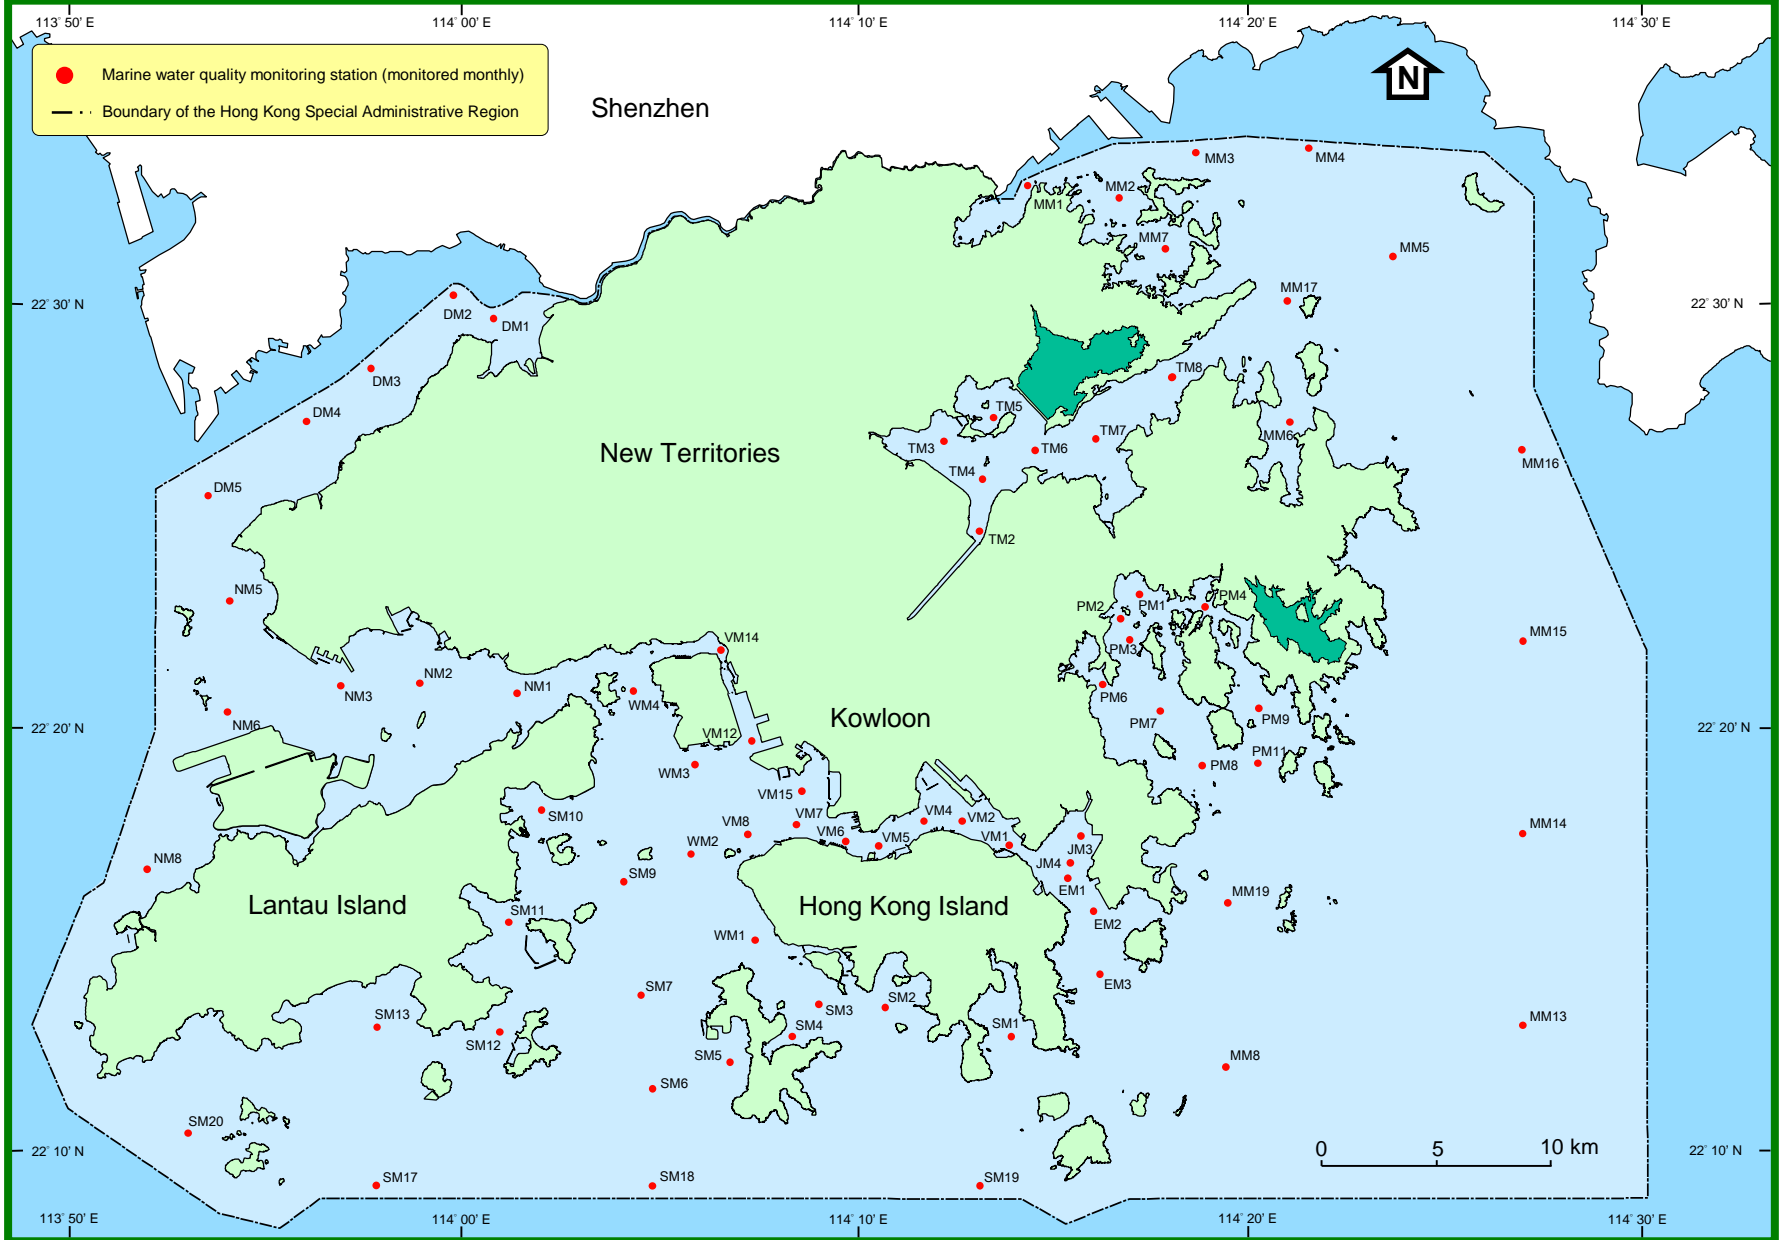 113° 50' E
114° 00' E
114° 10' E
114° 20' E
114° 30' E
Marine water quality monitoring station (monitored monthly)
Boundary of the Hong Kong Special Administrative Region
Shenzhen
N
MM3
MM4
MM2
MM1
MM7
MM5
MM17
22° 30' N
22° 30' N
DM2
DM1
DM3
TM8
DM4
TM5
TM7
MM6
TM3
TM6
New Territories
MM16
TM4
DM5
TM2
NM5
PM4
PM2
PM1
MM15
VM14
PM3
NM2
NM1
NM3
PM6
WM4
NM6
PM7
PM9
Kowloon
22° 20' N
22° 20' N
VM12
PM11
WM3
PM8
VM15
SM10
VM7
VM4
VM2
MM14
VM8
VM6
VM5
VM1
WM2
JM3
NM8
JM4
SM9
EM1
MM19
Lantau Island
Hong Kong Island
SM11
EM2
WM1
EM3
SM7
SM2
SM3
SM13
MM13
SM4
SM1
SM12
SM5
MM8
SM6
SM20
0 5 10 km
22° 10' N
22° 10' N
SM17
SM18
SM19
113° 50' E
114° 00' E
114° 10' E
114° 20' E
114° 30' E